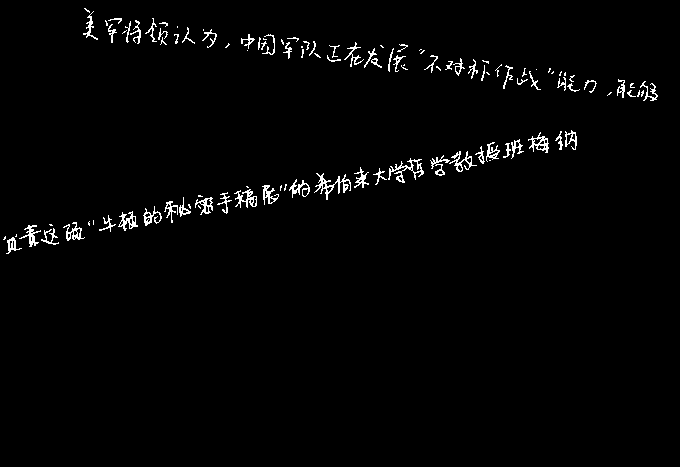 美军将领认为，中国军队正在发展“不对称作战”能力，能够
负责这项“牛顿的秘密手稿展”的希伯来大学哲学教授班梅纳